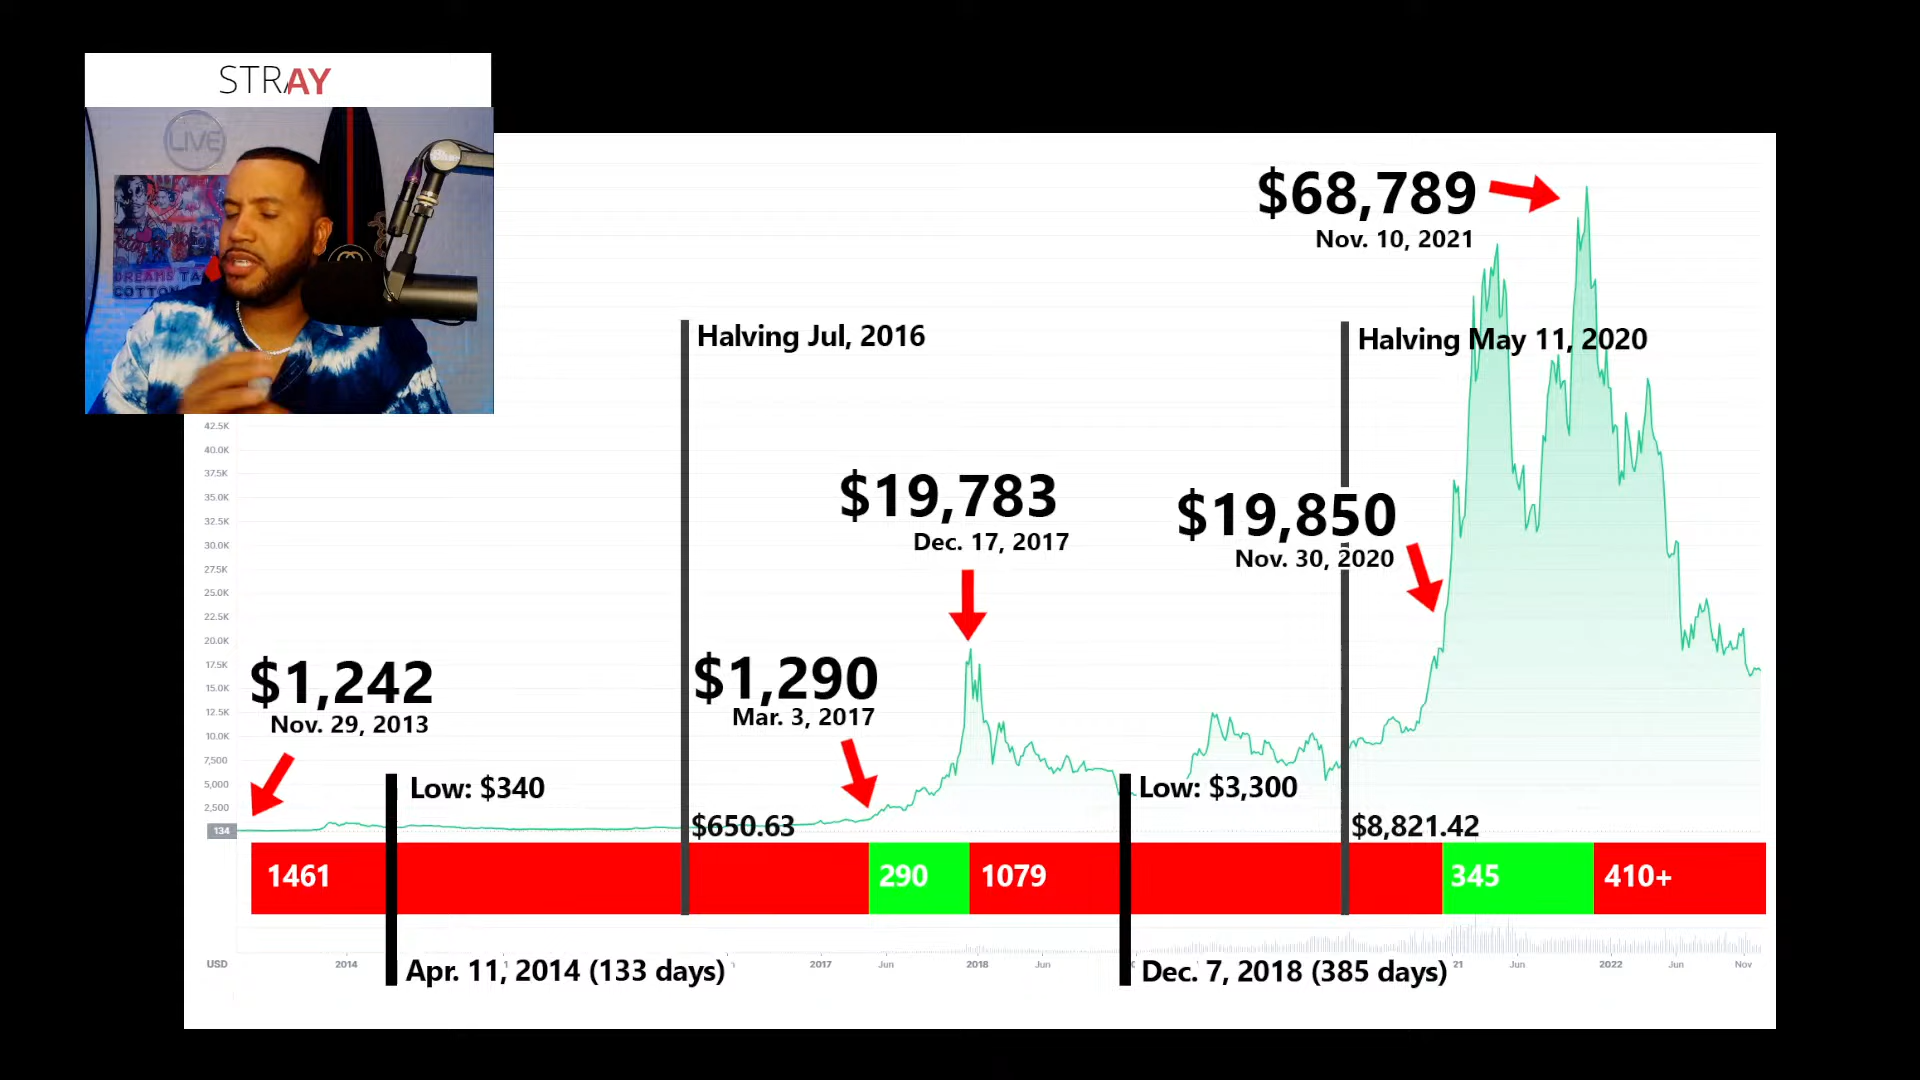 STRAY
LIVE
DREAMS TA
COTTON
$68,789
Nov. 10, 2021
Halving Jul, 2016
Halving May 11, 2020
42.5K
40.0K
37.5K
35.0K
32.5K
30.0K
27.5K
25.0K
22.5K
20.0K
17.5K
15.0K
12.5K
10.0K
7,500
5,000
2,500
134
$19,783
Dec. 17, 2017
$19,850
Nov. 30, 2020
$1,242
Nov. 29, 2013
$1,290
Mar. 3, 2017
Low: $340
Low: $3,300
$650.63
$8,821.42
1461
290
1079
345
410+
USD
2014
2017
Jun
2018
Jun
21
Jun
2022
Jun
Nov
Apr. 11, 2014 (133 days)
Dec. 7, 2018 (385 days)